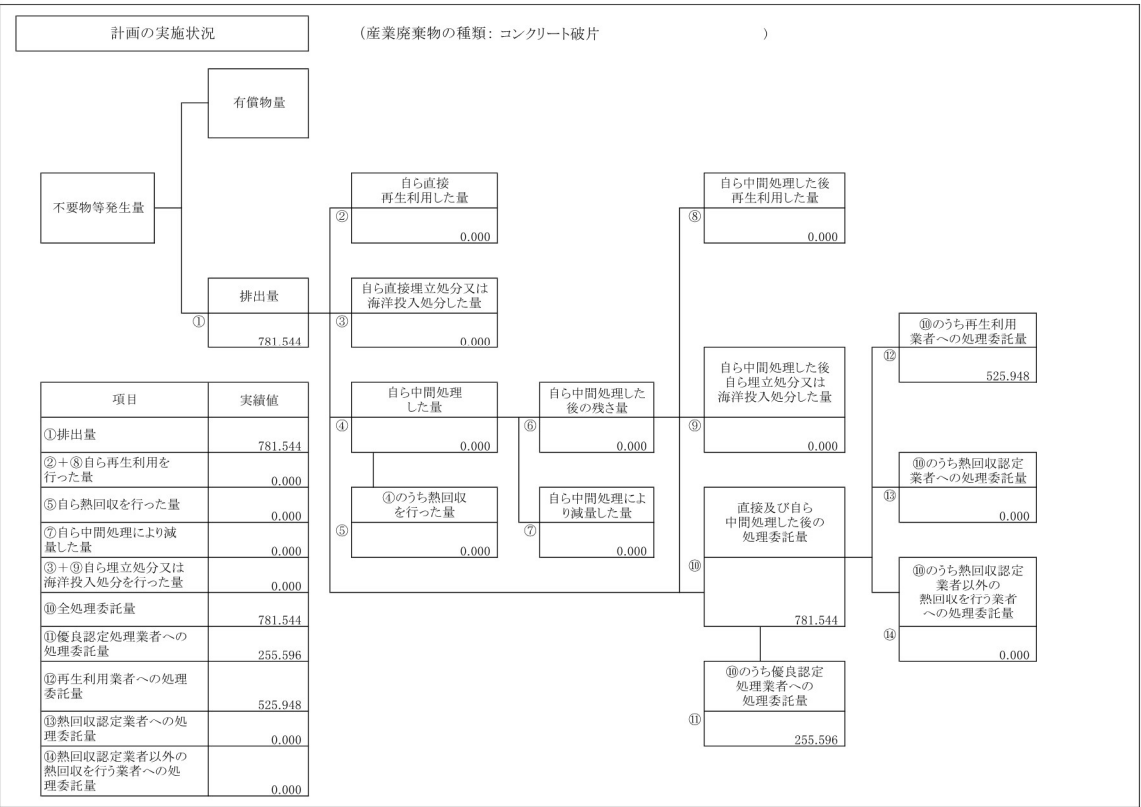 計画の実施状況
(産業廃棄物の種類: コンクリート破片 )
有償物量
不要物等発生量
自ら直接
再生利用した量
②
0.000
自ら中間処理した後
再生利用した量
⑧
0.000
排出量
①
781.544
自ら直接埋立処分又は
海洋投入処分した量
③
0.000
⑩のうち再生利用
業者への処理委託量
⑫
525.948
自ら中間処理
した量
④
0.000
自ら中間処理した
後の残さ量
⑥
0.000
自ら中間処理した後
自ら埋立処分又は
海洋投入処分した量
⑨
0.000
⑩のうち熱回収認定
業者への処理委託量
⑬
0.000
④のうち熱回収
を行った量
⑤
0.000
自ら中間処理によ
り減量した量
⑦
0.000
直接及び自ら
中間処理した後の
処理委託量
⑩
781.544
⑩のうち熱回収認定
業者以外の
熱回収を行う業者
への処理委託量
⑭
0.000
⑩のうち優良認定
処理業者への
処理委託量
⑪
255.596
項目 実績値
①排出量
781.544
②+⑧自ら再生利用を
行った量
0.000
⑤自ら熱回収を行った量
0.000
⑦自ら中間処理により減
量した量
0.000
③+⑨自ら埋立処分又は
海洋投入処分を行った量
0.000
⑩全処理委託量
781.544
⑪優良認定処理業者への
処理委託量
255.596
⑫再生利用業者への処理
委託量
525.948
⑬熱回収認定業者への処
理委託量
0.000
⑭熱回収認定業者以外の
熱回収を行う業者への処
理委託量
0.000